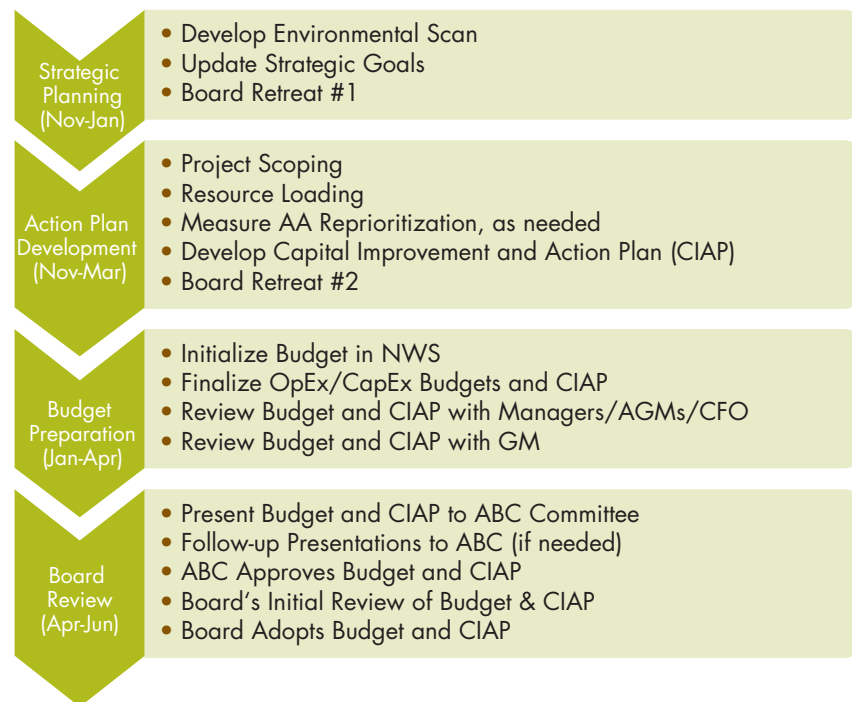 Strategic
Planning
(Nov-Jan)
• Develop Environmental Scan
• Update Strategic Goals
• Board Retreat #1
Action Plan
Development
(Nov-Mar)
• Project Scoping
• Resource Loading
• Measure AA Reprioritization, as needed
• Develop Capital Improvement and Action Plan (CIAP)
• Board Retreat #2
Budget
Preparation
(Jan-Apr)
• Initialize Budget in NWS
• Finalize OpEx/CapEx Budgets and CIAP
• Review Budget and CIAP with Managers/AGMs/CFO
• Review Budget and CIAP with GM
Board
Review
(Apr-Jun)
• Present Budget and CIAP to ABC Committee
• Follow-up Presentations to ABC (if needed)
• ABC Approves Budget and CIAP
• Board‘s Initial Review of Budget & CIAP
• Board Adopts Budget and CIAP